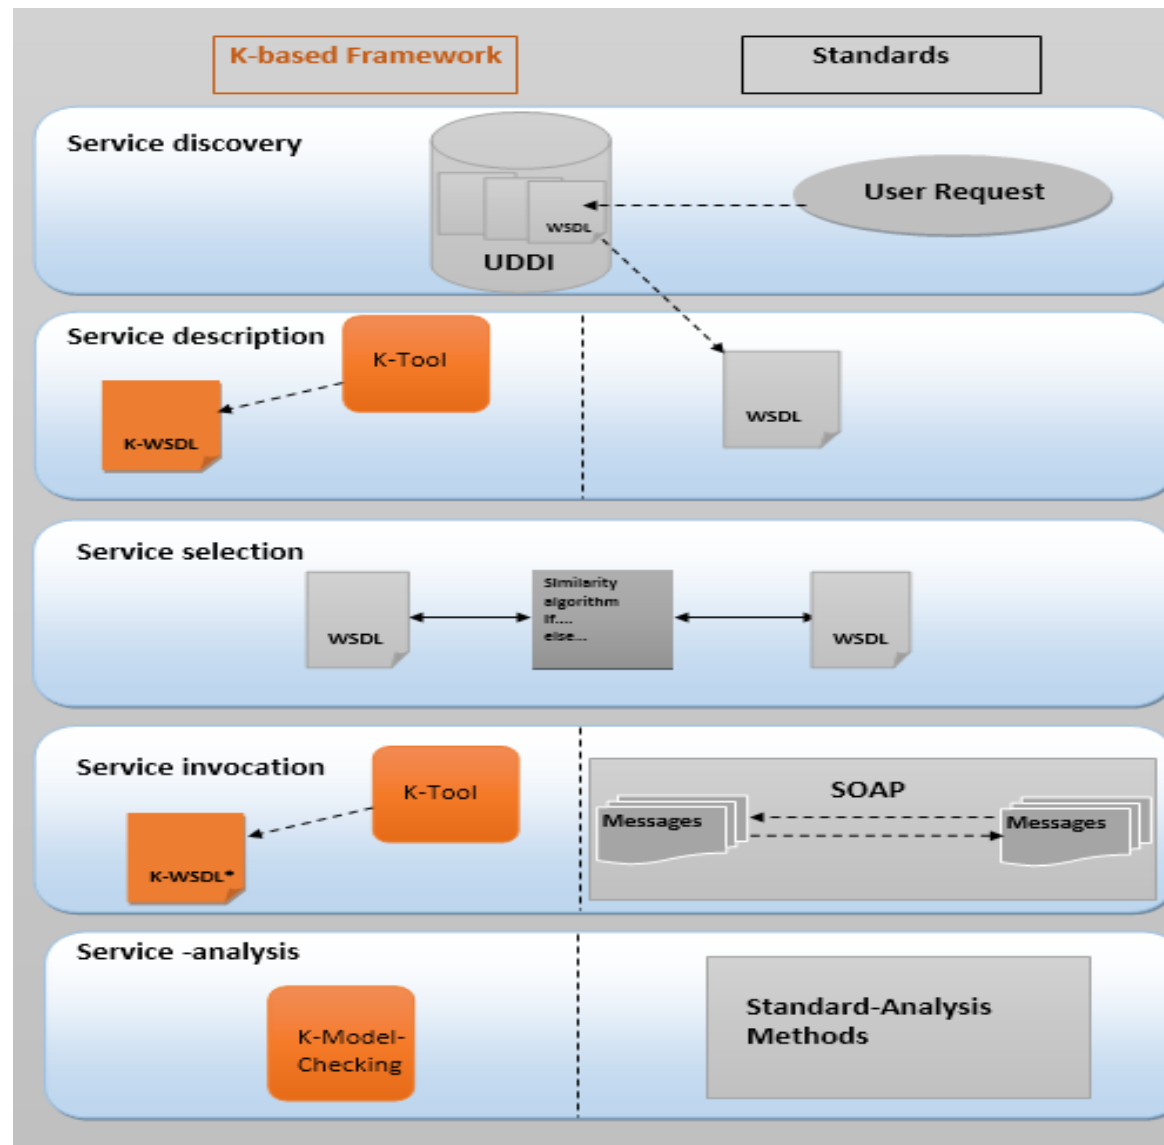 K-based Framework
Standards
Service discovery
User Request
WSDL
UDDI
Service description
K-Tool
K-WSDL
WSDL
Service selection
Similarity
algorithm
if....
else...
WSDL
WSDL
Service invocation
K-Tool
K-WSDL*
SOAP
Messages
Messages
Service -analysis
K-Model-
Checking
Standard-Analysis
Methods